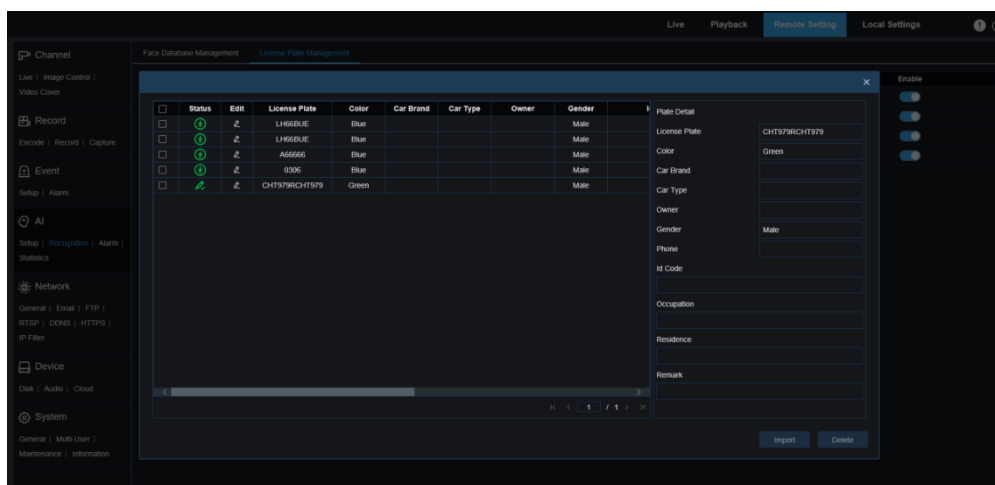 Live Playback Remote Setting Local Settings
Channel
Live | Image Control |
Video Cover
Record
Encode | Record | Capture
Event
Setup | Alarm
AI
Setup | Recognition | Alarm |
Statistics
Network
General | Email | FTP |
RTSP | DDNS | HTTPS |
IP Filter
Device
Disk | Audio | Cloud
System
General | Multi-User |
Maintenance | Information
Face Database Management License Plate Management
Enable
Status Edit License Plate Color Car Brand Car Type Owner Gender
LH66BUE Blue Male
LH66BUE Blue Male
A66666 Blue Male
0306 Blue Male
CHT979RCHT979 Green Male
1 / 1
Plate Detail
License Plate CHT979RCHT979
Color Green
Car Brand
Car Type
Owner
Gender Male
Phone
Id Code
Occupation
Residence
Remark
Import Delete